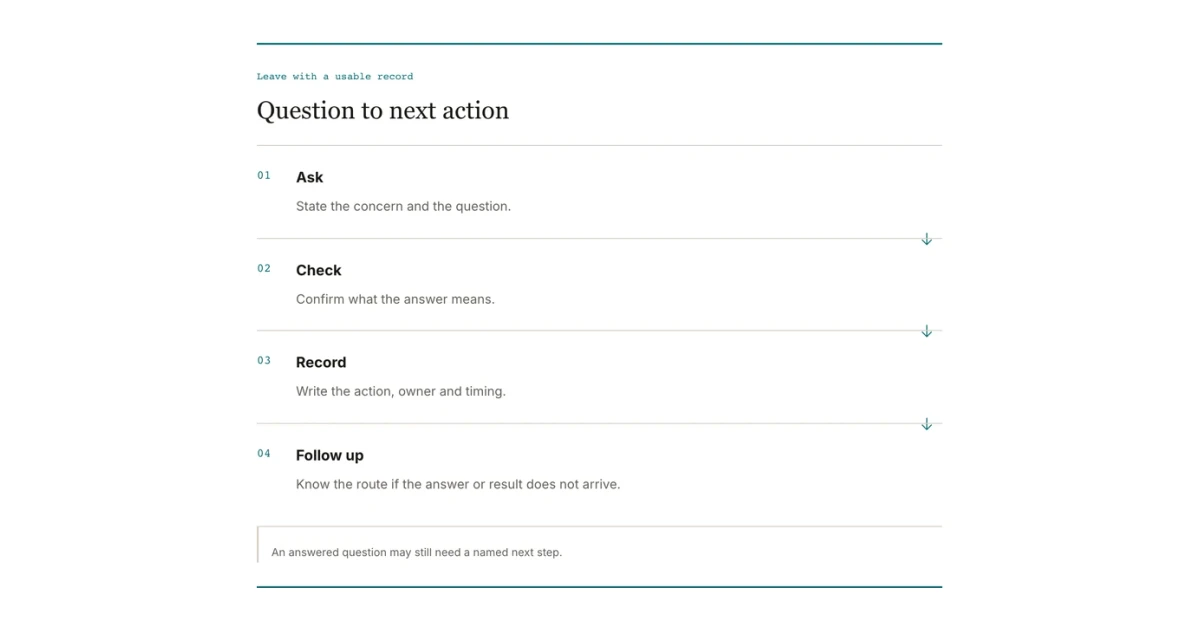 Leave with a usable record
Question to next action
01
Ask
State the concern and the question.
02
Check
Confirm what the answer means.
03
Record
Write the action, owner and timing.
04
Follow up
Know the route if the answer or result does not arrive.
An answered question may still need a named next step.